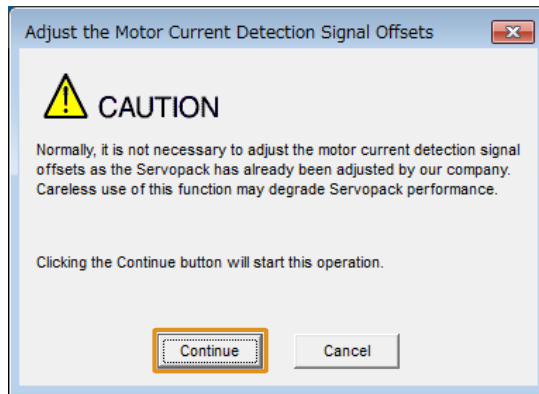 Adjust the Motor Current Detection Signal Offsets
CAUTION
Normally, it is not necessary to adjust the motor current detection signal
offsets as the Servopack has already been adjusted by our company.
Careless use of this function may degrade Servopack performance.
Clicking the Continue button will start this operation.
Continue
Cancel